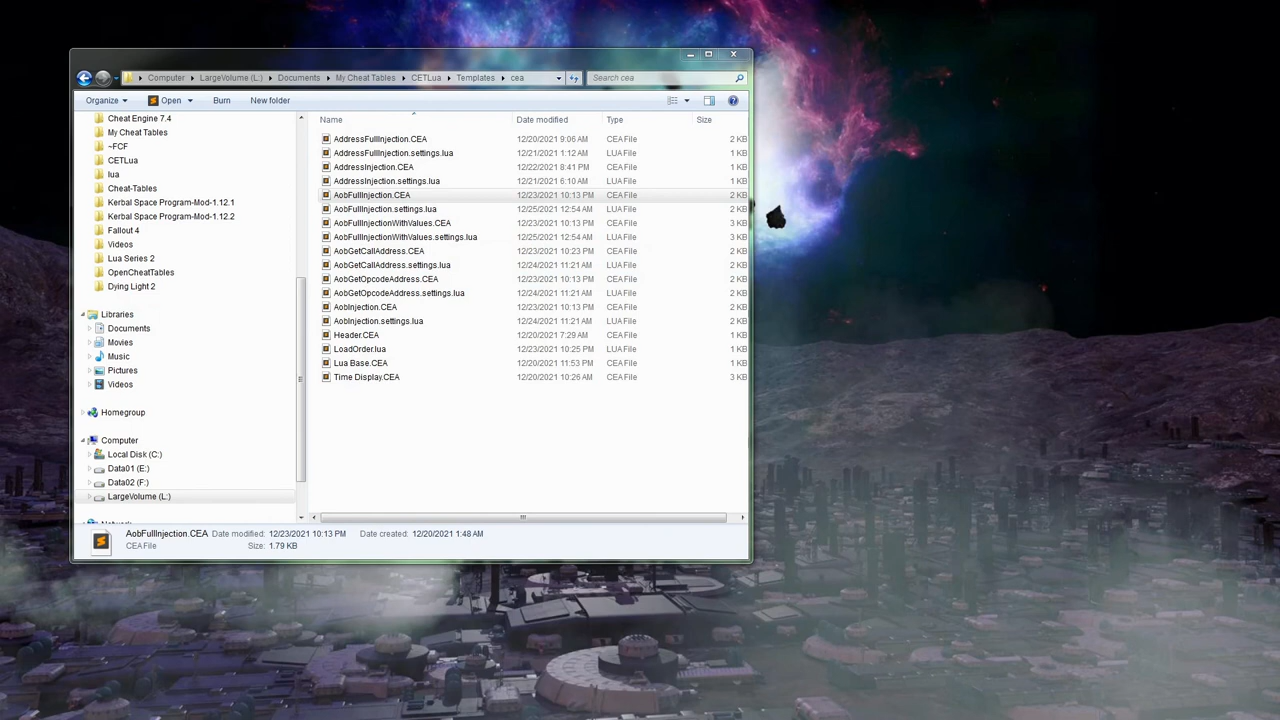 Computer LargeVolume (L:) Documents My Cheat Tables CETLua Templates cea Search cea
Organize Open Burn New folder
Name Date modified Type Size
Cheat Engine 7.4
My Cheat Tables
~FCF
CETLua
lua
Cheat-Tables
Kerbal Space Program-Mod-1.12.1
Kerbal Space Program-Mod-1.12.2
Fallout 4
Videos
Lua Series 2
OpenCheatTables
Dying Light 2
Libraries
Documents
Movies
Music
Pictures
Videos
Homegroup
Computer
Local Disk (C:)
Data01 (E:)
Data02 (F:)
LargeVolume (L:)
AddressFullInjection.CEA 12/20/2021 9:06 AM CEA File 2 KB
AddressFullInjection.settings.lua 12/21/2021 1:12 AM LUA File 1 KB
AddressInjection.CEA 12/22/2021 8:41 PM CEA File 2 KB
AddressInjection.settings.lua 12/21/2021 6:10 AM LUA File 1 KB
AobFullInjection.CEA 12/23/2021 10:13 PM CEA File 2 KB
AobFullInjection.settings.lua 12/25/2021 12:54 AM LUA File 2 KB
AobFullInjectionWithValues.CEA 12/23/2021 10:13 PM CEA File 3 KB
AobFullInjectionWithValues.settings.lua 12/25/2021 12:54 AM LUA File 3 KB
AobGetCallAddress.CEA 12/23/2021 10:23 PM CEA File 2 KB
AobGetCallAddress.settings.lua 12/24/2021 11:21 AM LUA File 2 KB
AobGetOpcodeAddress.CEA 12/23/2021 10:13 PM CEA File 2 KB
AobGetOpcodeAddress.settings.lua 12/24/2021 11:21 AM LUA File 2 KB
AobInjection.CEA 12/23/2021 10:13 PM CEA File 2 KB
AobInjection.settings.lua 12/24/2021 11:21 AM LUA File 2 KB
Header.CEA 12/20/2021 7:29 AM CEA File 1 KB
LoadOrder.lua 12/23/2021 10:25 PM LUA File 1 KB
Lua Base.CEA 12/20/2021 11:53 PM CEA File 1 KB
Time Display.CEA 12/20/2021 10:26 AM CEA File 3 KB
AobFullInjection.CEA Date modified: 12/23/2021 10:13 PM Date created: 12/20/2021 1:48 AM
CEA File Size: 1.79 KB